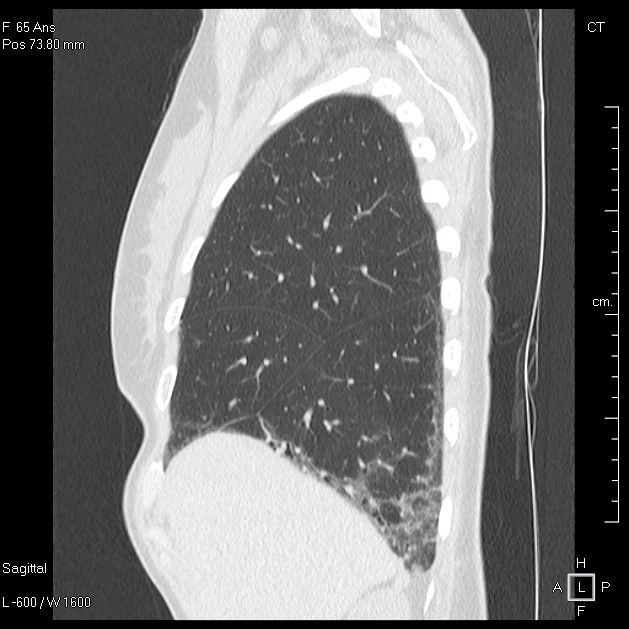 F 65 Ans
Pos 73.80 mm
CT
cm.
Sagittal
L -600 / W 1600
H
A L P
F